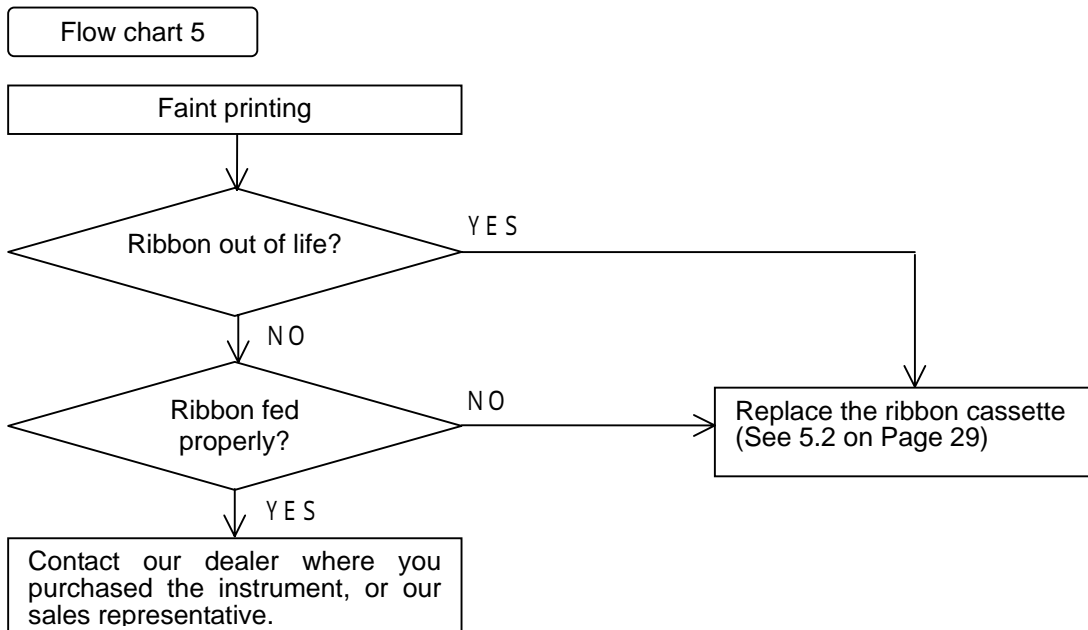 Flow chart 5
Faint printing
Ribbon out of life?
YES
NO
Ribbon fed
properly?
NO
Replace the ribbon cassette
(See 5.2 on Page 29)
YES
Contact our dealer where you
purchased the instrument, or our
sales representative.